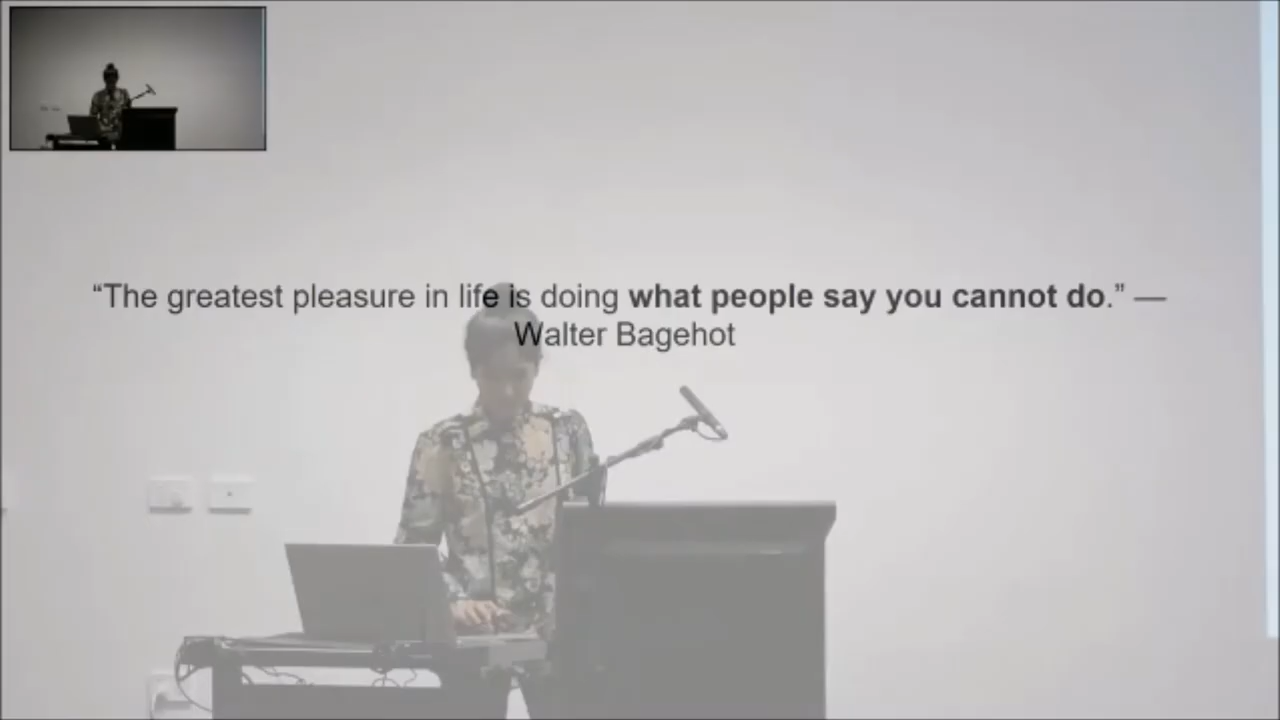 “The greatest pleasure in life is doing what people say you cannot do.” —
Walter Bagehot